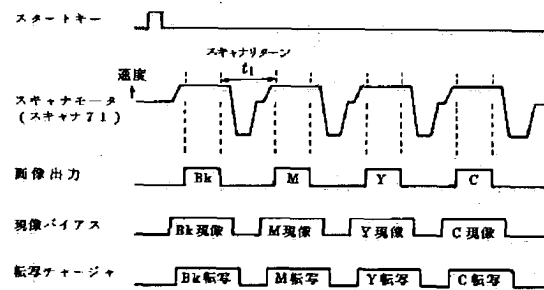 スタートキー
スキャナリターン
t₁
速度
スキャナモータ
(スキャナ71)
画像出力
Bk M Y C
現像バイアス
Bk現像 M現像 Y現像 C現像
転写チャージャ
Bk転写 M転写 Y転写 C転写